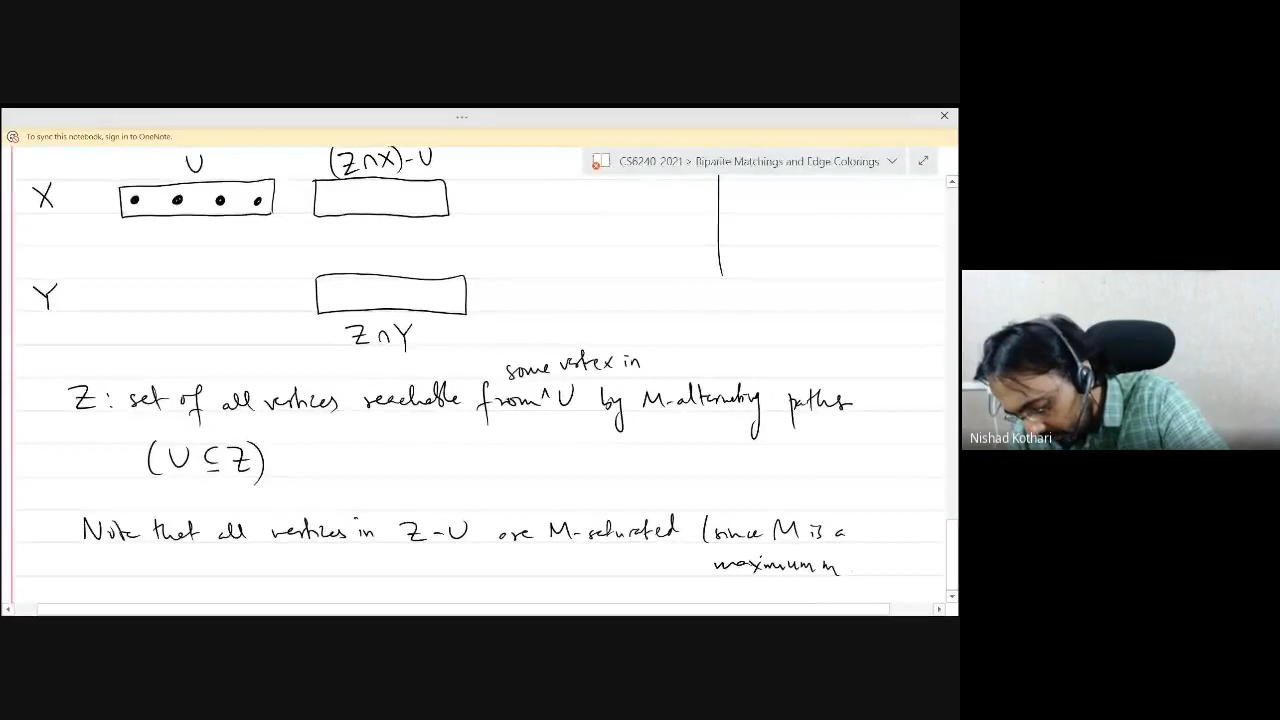 To sync this notebook, sign in to OneNote.
CS6240-2021 > Biparite Matchings and Edge Colorings
U
(Z∩X)-U
X
Y
Z∩Y
some vertex in
Z: set of all vertices reachable from ^ U by M-alternating paths
(U ⊆ Z)
Note that all vertices in Z-U are M-saturated (since M is a
maximum m
Nishad Kothari